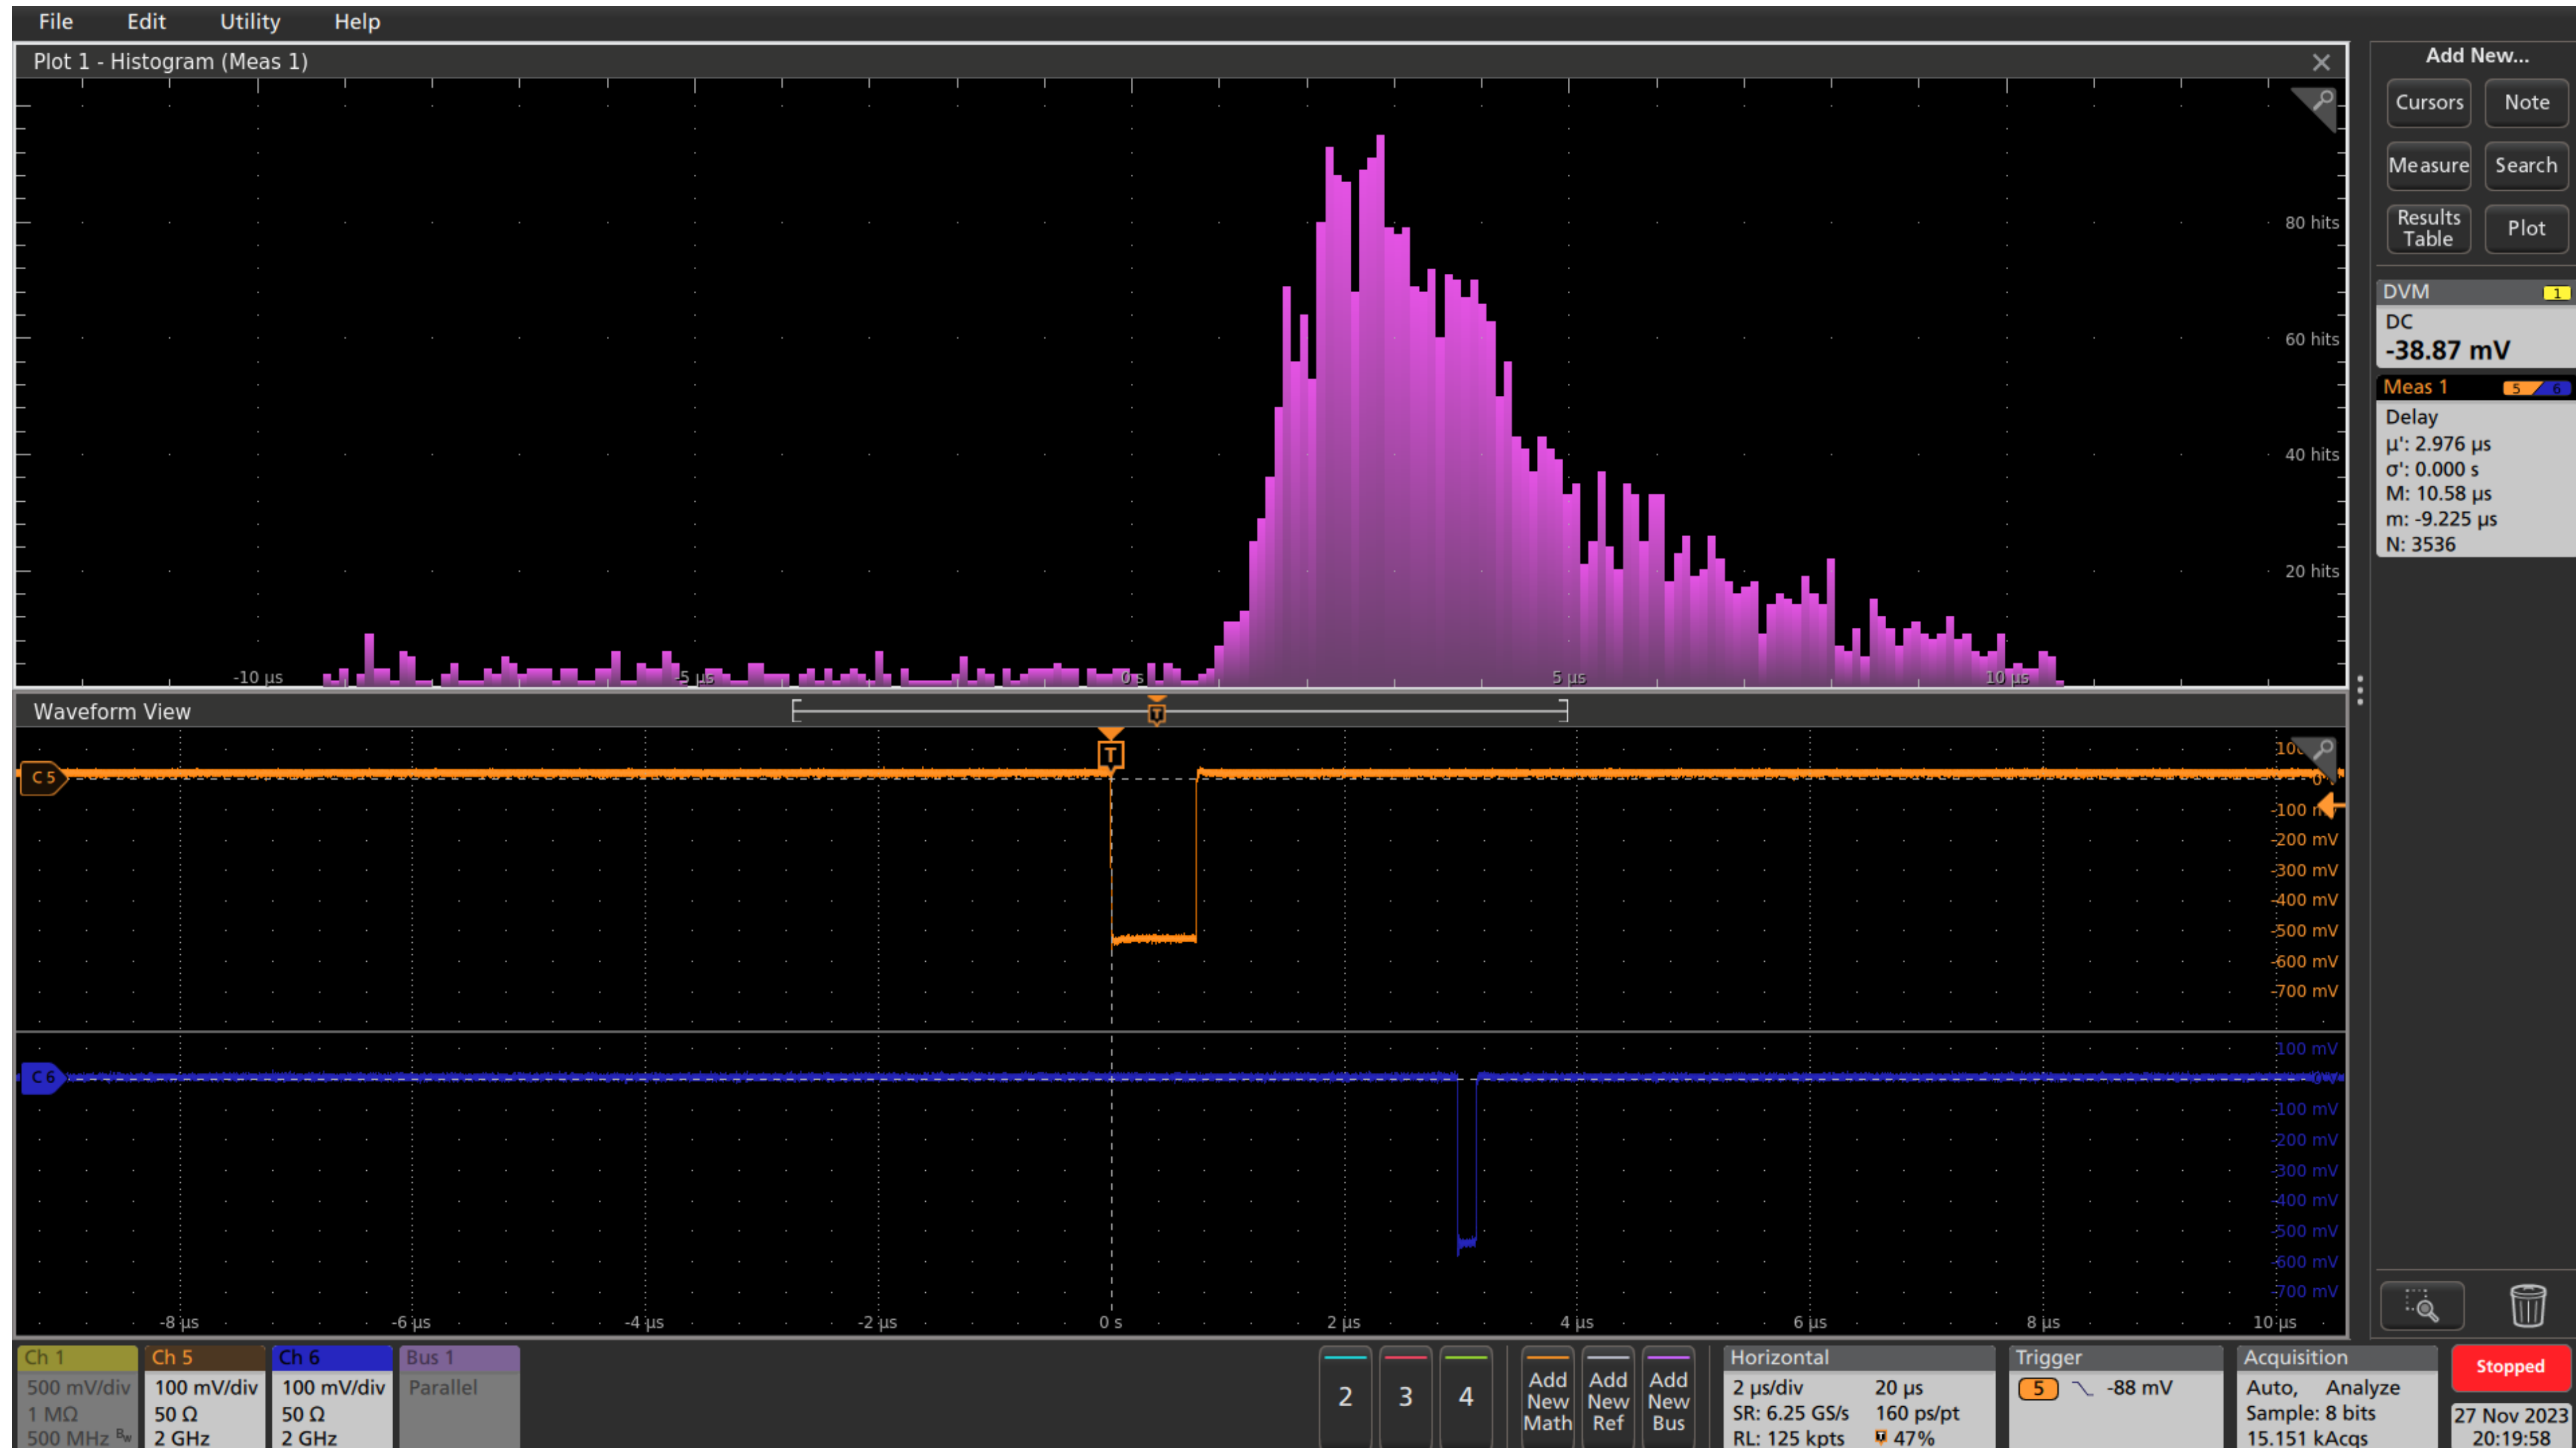 File Edit Utility Help
Plot 1 - Histogram (Meas 1)
80 hits
60 hits
40 hits
20 hits
-10 µs -5 µs 0 s 5 µs 10 µs
Waveform View
T
T
C 5
-100 mV
-200 mV
-300 mV
-400 mV
-500 mV
-600 mV
-700 mV
C 6
100 mV
-100 mV
-200 mV
-300 mV
-400 mV
-500 mV
-600 mV
-700 mV
-8 µs -6 µs -4 µs -2 µs 0 s 2 µs 4 µs 6 µs 8 µs 10 µs
Add New...
Cursors Note
Measure Search
Results
Table
Plot
DVM 1
DC
-38.87 mV
Meas 1 5 6
Delay
µ': 2.976 µs
σ': 0.000 s
M: 10.58 µs
m: -9.225 µs
N: 3536
Ch 1
500 mV/div
1 MΩ
500 MHz Bw
Ch 5
100 mV/div
50 Ω
2 GHz
Ch 6
100 mV/div
50 Ω
2 GHz
Bus 1
Parallel
2 3 4
Add
New
Math
Add
New
Ref
Add
New
Bus
Horizontal
2 µs/div 20 µs
SR: 6.25 GS/s 160 ps/pt
RL: 125 kpts 47%
Trigger
5 -88 mV
Acquisition
Auto, Analyze
Sample: 8 bits
15.151 kAcqs
Stopped
27 Nov 2023
20:19:58